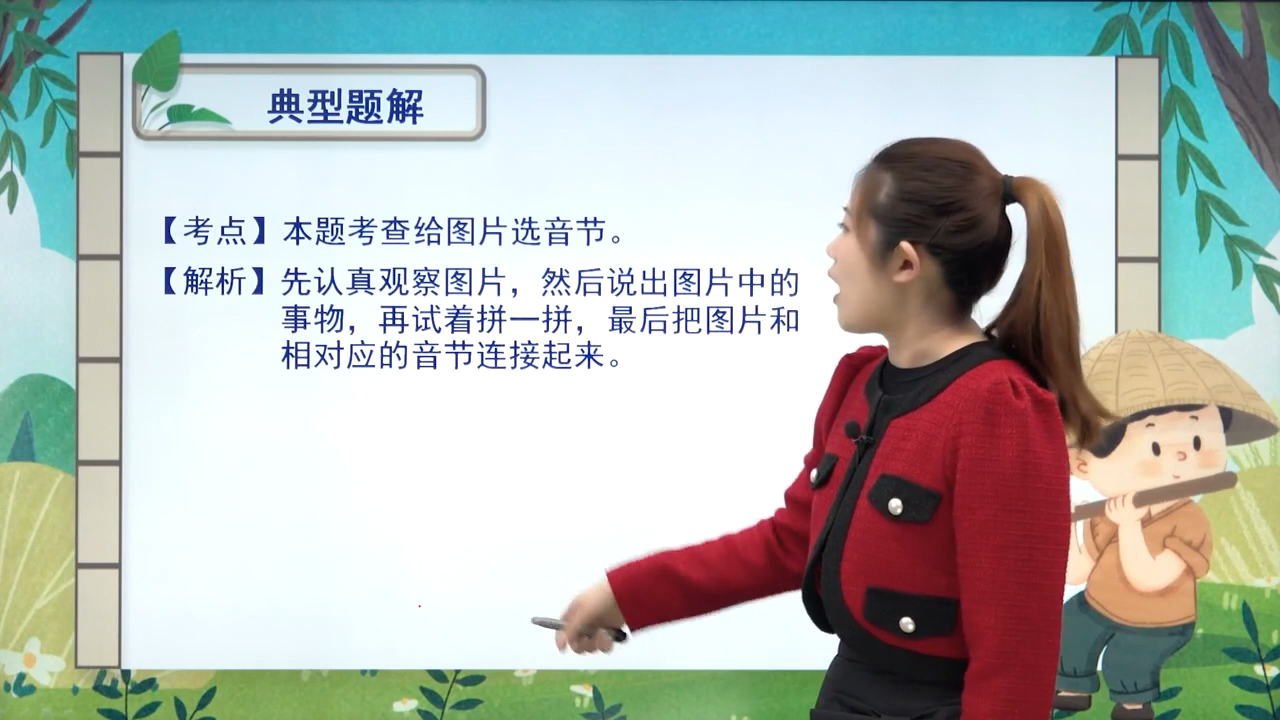 典型题解
【考点】本题考查给图片选音节。
【解析】先认真观察图片，然后说出图片中的
事物，再试着拼一拼，最后把图片和
相对应的音节连接起来。